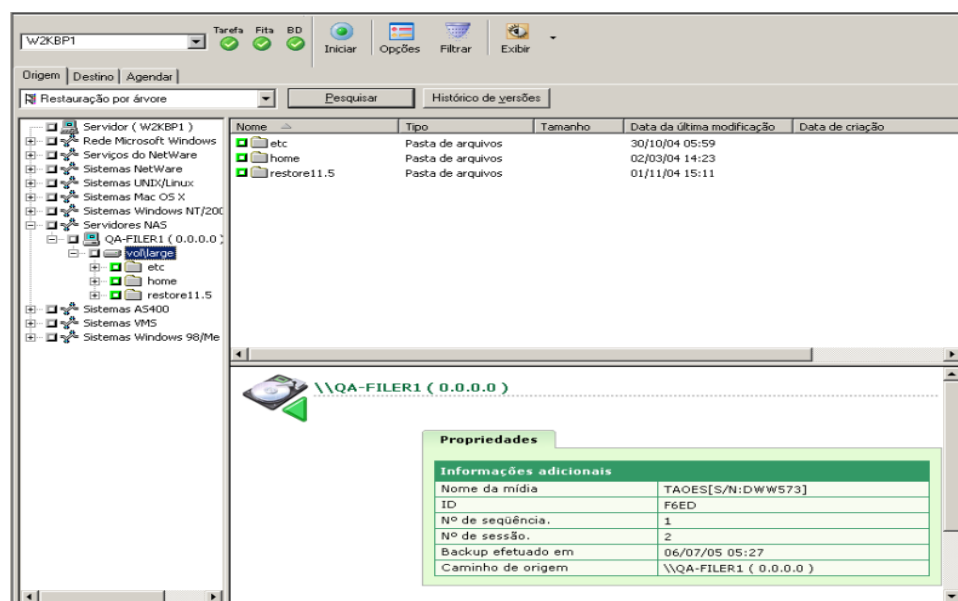 Tarefa Fita BD
W2KBP1
Iniciar Opções Filtrar Exibir
Origem Destino Agendar
Restauração por árvore Pesquisar Histórico de versões
Servidor ( W2KBP1 )
Rede Microsoft Windows
Serviços do NetWare
Sistemas NetWare
Sistemas UNIX/Linux
Sistemas Mac OS X
Sistemas Windows NT/200
Servidores NAS
QA-FILER1 ( 0.0.0.0 )
vol\large
etc
home
restore11.5
Sistemas AS400
Sistemas VMS
Sistemas Windows 98/Me
Nome Tipo Tamanho Data da última modificação Data de criação
etc Pasta de arquivos 30/10/04 05:59
home Pasta de arquivos 02/03/04 14:23
restore11.5 Pasta de arquivos 01/11/04 15:11
\\QA-FILER1 ( 0.0.0.0 )
Propriedades
Informações adicionais
Nome da mídia TAOES[S/N:DWW573]
ID F6ED
Nº de seqüência. 1
Nº de sessão. 2
Backup efetuado em 06/07/05 05:27
Caminho de origem \\QA-FILER1 ( 0.0.0.0 )